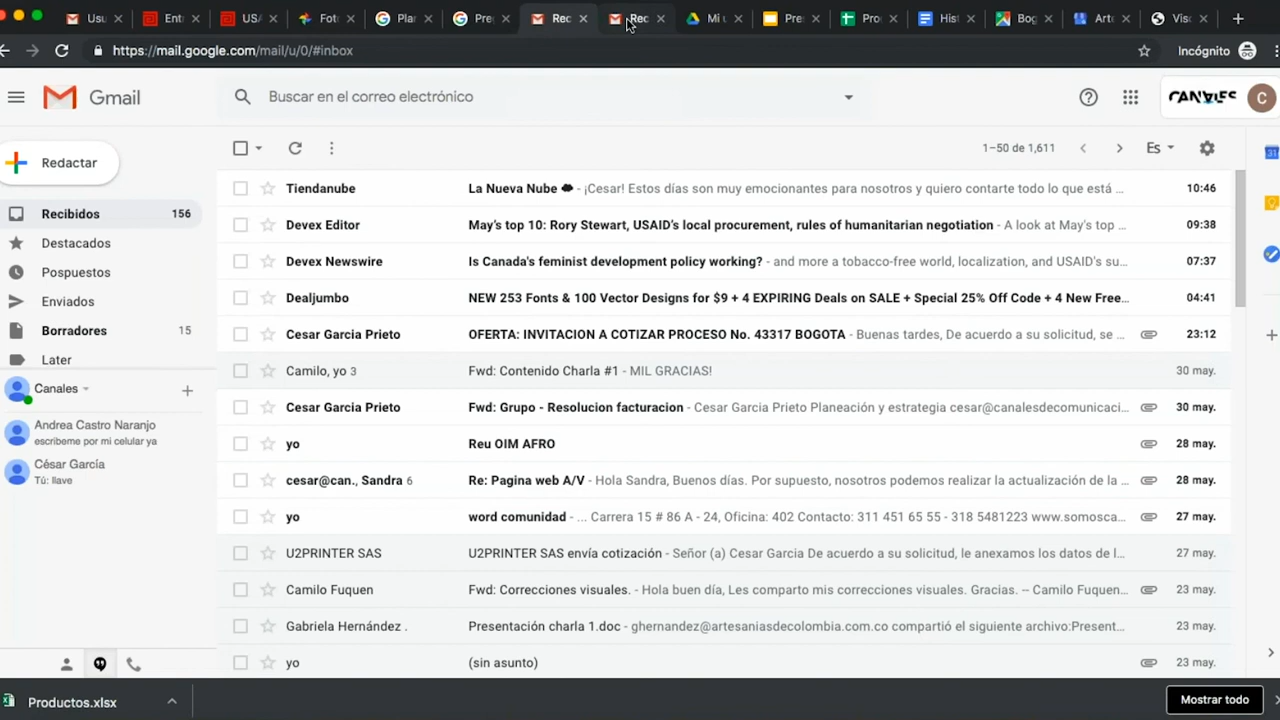 Usu Ente USA Foto Plan Pre Rec Rec Mi u Pres Pro Hist Bog Arte Visc
https://mail.google.com/mail/u/0/#inbox Incógnito
Gmail Buscar en el correo electrónico CANALES C
Redactar 1–50 de 1,611 Es
Recibidos 156
Destacados
Pospuestos
Enviados
Borradores 15
Later
Canales
Andrea Castro Naranjo
escribeme por mi celular ya
César García
Tú: llave
Tiendanube La Nueva Nube - ¡Cesar! Estos días son muy emocionantes para nosotros y quiero contarte todo lo que está ... 10:46
Devex Editor May's top 10: Rory Stewart, USAID's local procurement, rules of humanitarian negotiation - A look at May's top ... 09:38
Devex Newswire Is Canada's feminist development policy working? - and more a tobacco-free world, localization, and USAID's su... 07:37
Dealjumbo NEW 253 Fonts & 100 Vector Designs for $9 + 4 EXPIRING Deals on SALE + Special 25% Off Code + 4 New Free... 04:41
Cesar Garcia Prieto OFERTA: INVITACION A COTIZAR PROCESO No. 43317 BOGOTA - Buenas tardes, De acuerdo a su solicitud, se ... 23:12
Camilo, yo 3 Fwd: Contenido Charla #1 - MIL GRACIAS! 30 may.
Cesar Garcia Prieto Fwd: Grupo - Resolucion facturacion - Cesar Garcia Prieto Planeación y estrategia cesar@canalesdecomunicaci... 30 may.
yo Reu OIM AFRO 28 may.
cesar@can., Sandra 6 Re: Pagina web A/V - Hola Sandra, Buenos días. Por supuesto, nosotros podemos realizar la actualización de la ... 28 may.
yo word comunidad - ... Carrera 15 # 86 A - 24, Oficina: 402 Contacto: 311 451 65 55 - 318 5481223 www.somosca... 27 may.
U2PRINTER SAS U2PRINTER SAS envía cotización - Señor (a) Cesar Garcia De acuerdo a su solicitud, le anexamos los datos de l... 27 may.
Camilo Fuquen Fwd: Correcciones visuales. - Hola buen día, Les comparto mis correcciones visuales. Gracias. -- Camilo Fuquen... 23 may.
Gabriela Hernández . Presentación charla 1.doc - ghernandez@artesaniasdecolombia.com.co compartió el siguiente archivo:Present... 23 may.
yo (sin asunto) 23 may.
Productos.xlsx Mostrar todo